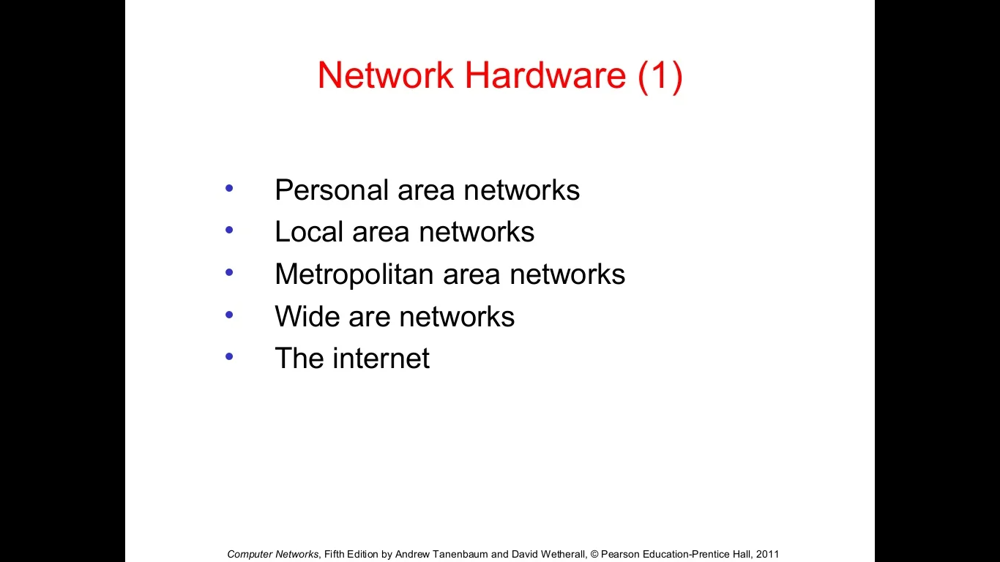 Network Hardware (1)
• Personal area networks
• Local area networks
• Metropolitan area networks
• Wide are networks
• The internet
Computer Networks, Fifth Edition by Andrew Tanenbaum and David Wetherall, © Pearson Education-Prentice Hall, 2011